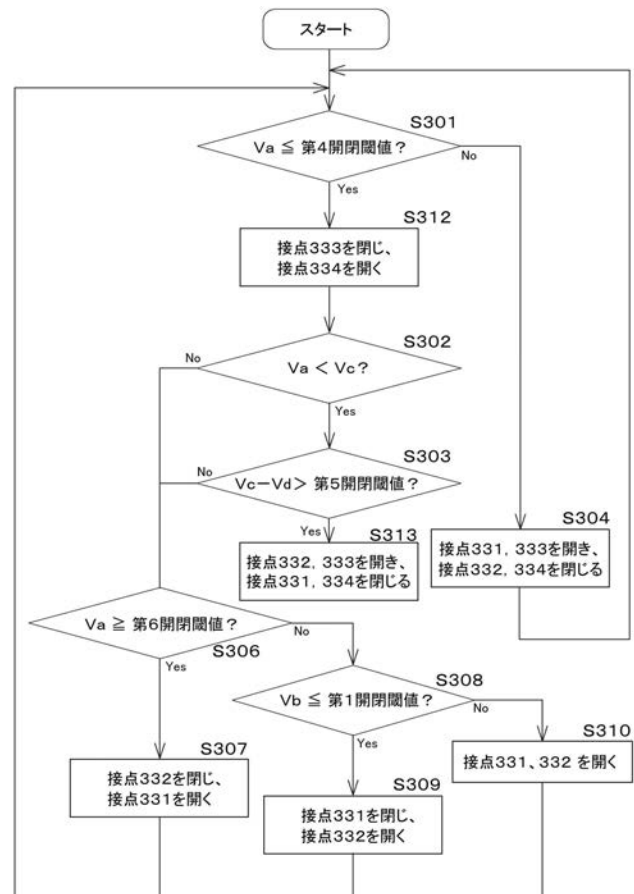 スタート
S301
Va ≦ 第4開閉閾値?
No
Yes
S312
接点333を閉じ、
接点334を開く
S302
No
Va < Vc?
Yes
S303
No
Vc-Vd> 第5開閉閾値?
Yes
S313
接点332, 333を開き、
接点331, 334を閉じる
S304
接点331, 333を開き、
接点332, 334を閉じる
Va ≧ 第6開閉閾値?
No
S306
Yes
S308
Vb ≦ 第1開閉閾値?
No
Yes
S310
接点331、332 を開く
S307
接点332を閉じ、
接点331を開く
S309
接点331を閉じ、
接点332を開く